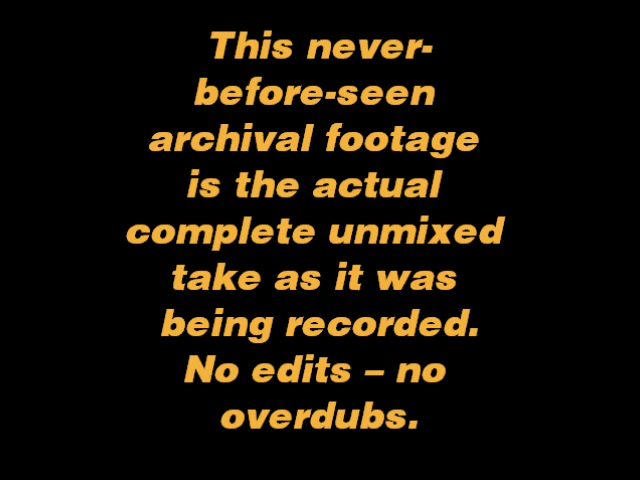 This never-
before-seen
archival footage
is the actual
complete unmixed
take as it was
being recorded.
No edits – no
overdubs.